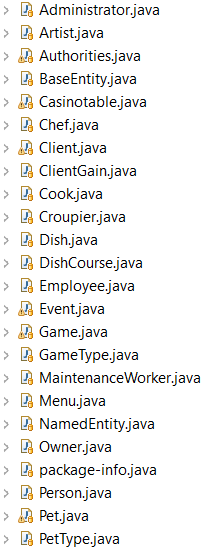 Administrator.java
Artist.java
Authorities.java
BaseEntity.java
Casinotable.java
Chef.java
Client.java
ClientGain.java
Cook.java
Croupier.java
Dish.java
DishCourse.java
Employee.java
Event.java
Game.java
GameType.java
MaintenanceWorker.java
Menu.java
NamedEntity.java
Owner.java
package-info.java
Person.java
Pet.java
PetType.java